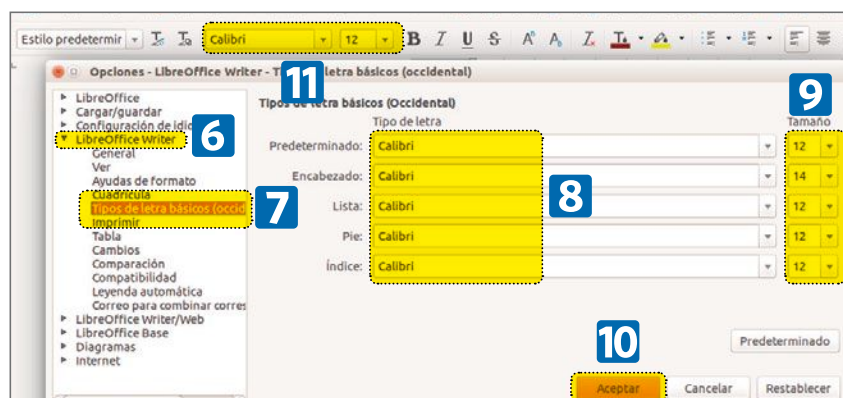 Estilo predetermir
Calibri
12
B I U S A A I T A
11
Opciones - LibreOffice Writer - T letra básicos (occidental)
LibreOffice
Cargar/guardar
Configuración de idio
LibreOffice Writer
6
General
Ver
Ayudas de formato
Cuadrícula
Tipos de letra básicos (occid
7
Imprimir
Tabla
Cambios
Comparación
Compatibilidad
Leyenda automática
Correo para combinar corres
LibreOffice Writer/Web
LibreOffice Base
Diagramas
Internet
Tipos de letra básicos (Occidental)
9
Tipo de letra
Tamaño
Predeterminado: Calibri 12
Encabezado: Calibri 14
8
Lista: Calibri 12
Pie: Calibri 12
Índice: Calibri 12
10
Predeterminado
Aceptar Cancelar Restablecer